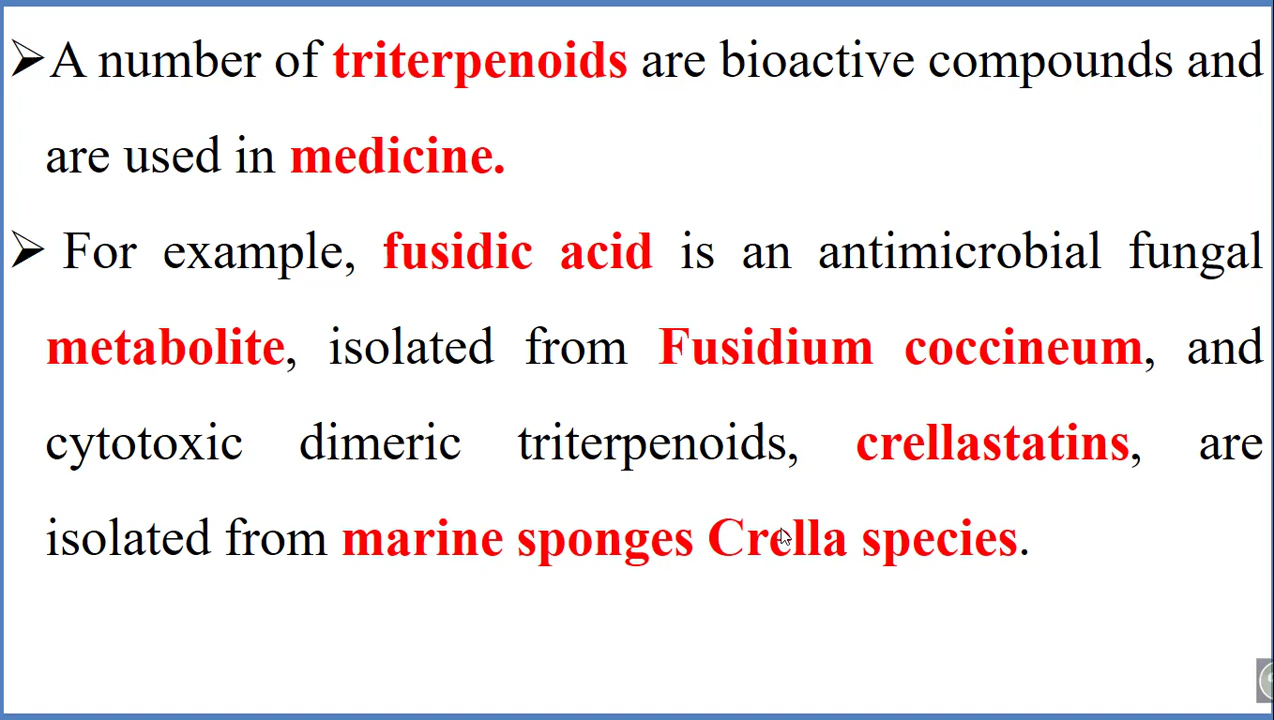 ➢A number of triterpenoids are bioactive compounds and
are used in medicine.
➢ For example, fusidic acid is an antimicrobial fungal
metabolite, isolated from Fusidium coccineum, and
cytotoxic dimeric triterpenoids, crellastatins, are
isolated from marine sponges Crella species.